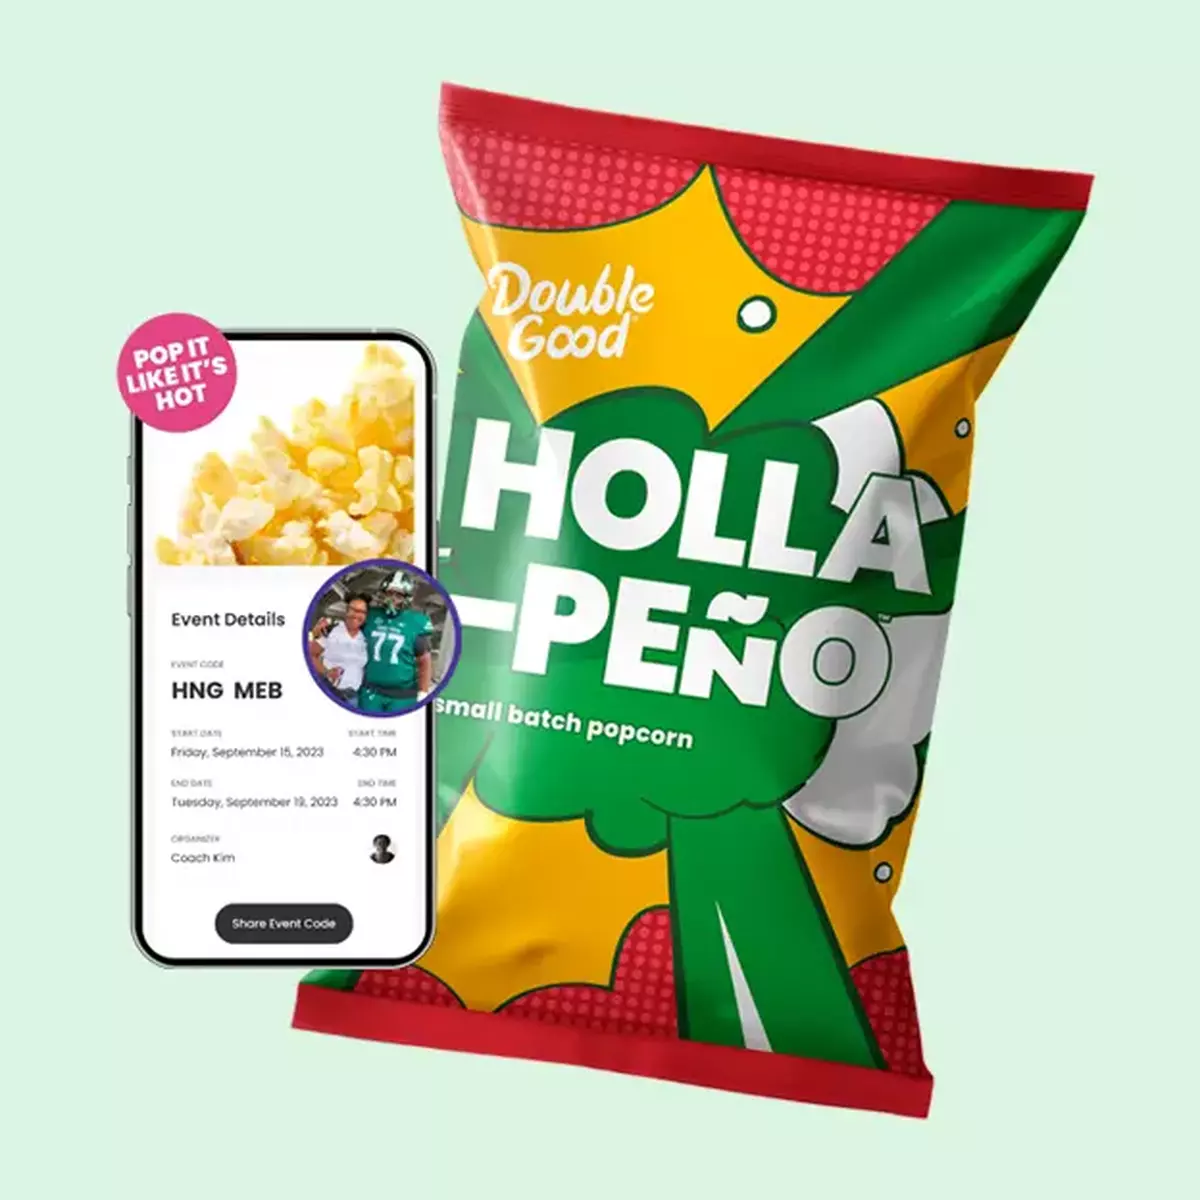 POP IT
LIKE IT'S
HOT
Event Details
EVENT CODE
HNG MEB
START DATE START TIME
Friday, September 15, 2023 4:30 PM
END DATE END TIME
Tuesday, September 19, 2023 4:30 PM
ORGANIZER
Coach Kim
Share Event Code
77
Double
Good
HOLLA
-PEÑO
small batch popcorn